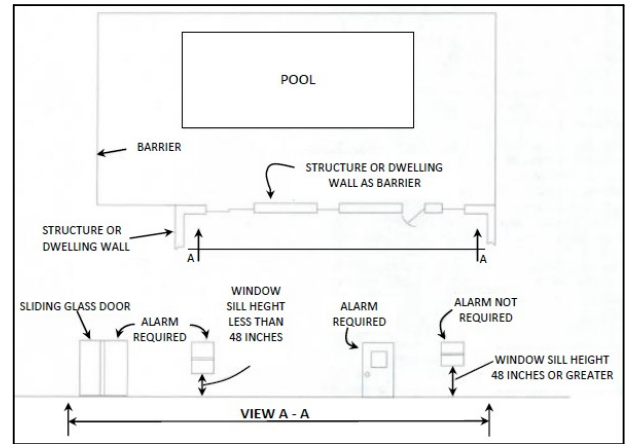 POOL
BARRIER
STRUCTURE OR DWELLING
WALL AS BARRIER
STRUCTURE OR
DWELLING WALL
A
A
SLIDING GLASS DOOR
ALARM
REQUIRED
WINDOW
SILL HEGHT
LESS THAN
48 INCHES
ALARM
REQUIRED
ALARM NOT
REQUIRED
WINDOW SILL HEIGHT
48 INCHES OR GREATER
VIEW A - A